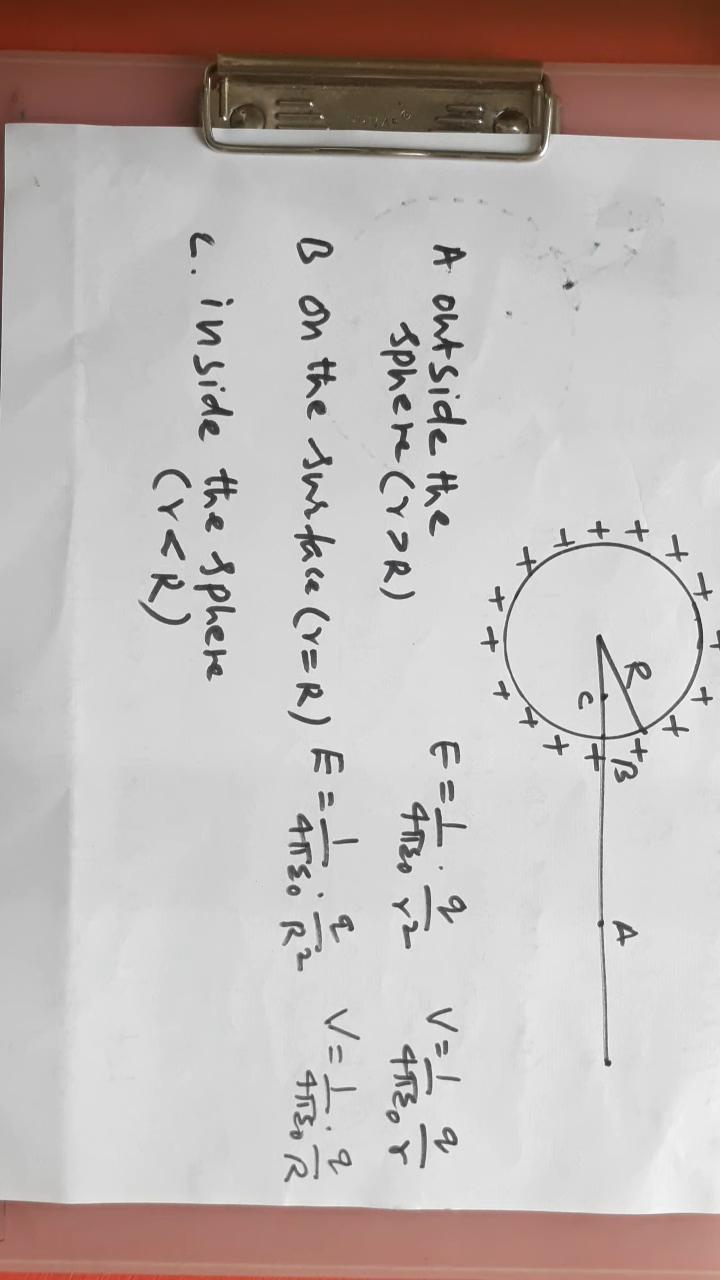 R
C
B
A
A outside the
sphere (r>R)
E = 1/4πε0 · q/r2
V = 1/4πε0 q/r
B on the surface (r=R)
E = 1/4πε0 · q/R2
V = 1/4πε0 · q/R
C. inside the sphere
(r<R)